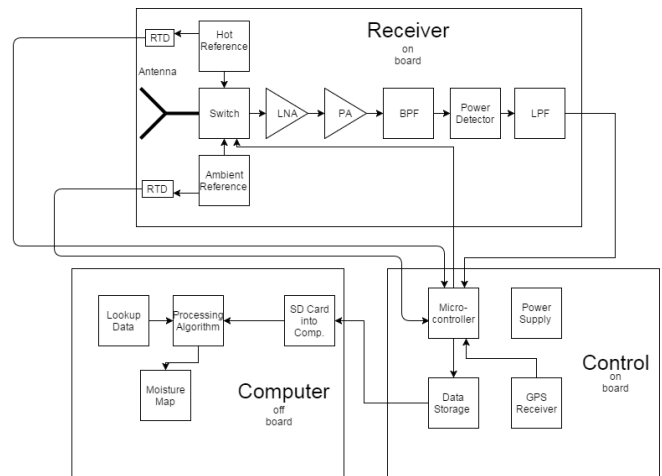 Receiver
on
board
RTD
Hot
Reference
Antenna
Switch
LNA
PA
BPF
Power
Detector
LPF
RTD
Ambient
Reference
Lookup
Data
Processing
Algorithm
SD Card
into
Comp.
Moisture
Map
Computer
off
board
Micro-
controller
Power
Supply
Control
on
board
Data
Storage
GPS
Receiver